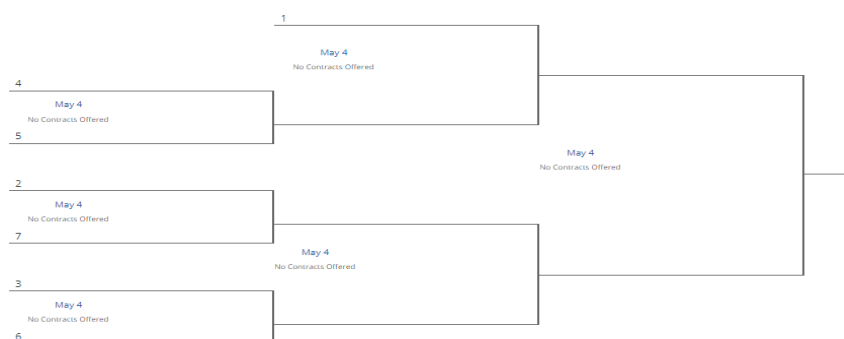 1
May 4
No Contracts Offered
4
May 4
No Contracts Offered
5
May 4
No Contracts Offered
2
May 4
No Contracts Offered
7
May 4
No Contracts Offered
3
May 4
No Contracts Offered
6